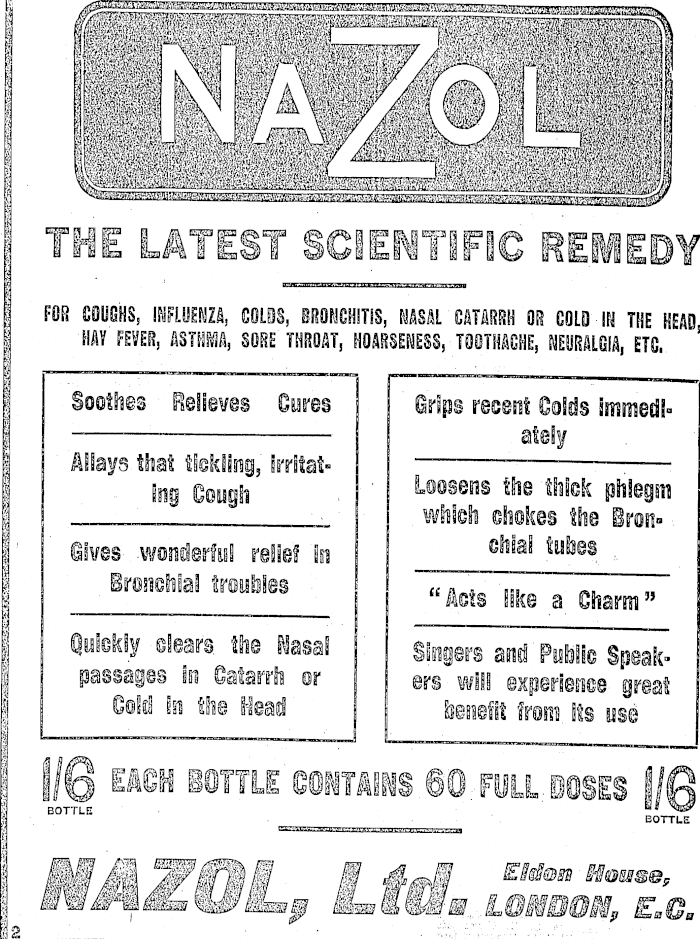 NAZOL
THE LATEST SCIENTIFIC REMEDY
FOR COUGHS, INFLUENZA, COLDS, BRONCHITIS, NASAL CATARRH OR COLD IN THE HEAD,
HAY FEVER, ASTHMA, SORE THROAT, HOARSENESS, TOOTHACHE, NEURALGIA, ETC.
Soothes Relieves Cures
Allays that tickling, irritat-
ing Cough
Gives wonderful relief in
Bronchial troubles
Quickly clears the Nasal
passages in Catarrh or
Cold in the Head
Grips recent Colds immedi-
ately
Loosens the thick phlegm
which chokes the Bron-
chial tubes
"Acts like a Charm"
Singers and Public Speak-
ers will experience great
benefit from its use
1/6 EACH BOTTLE CONTAINS 60 FULL DOSES 1/6
BOTTLE BOTTLE
NAZOL, Ltd. Eldon House,
LONDON, E.C.
2